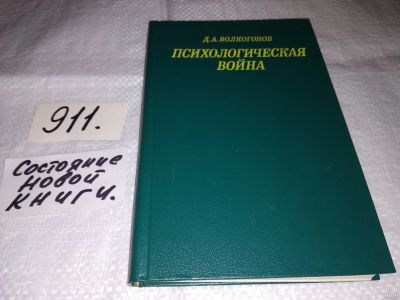 Д.А.ВОЛКОГОНОВ
ПСИХОЛОГИЧЕСКАЯ
ВОЙНА
911.
Состояние
новой
книги.